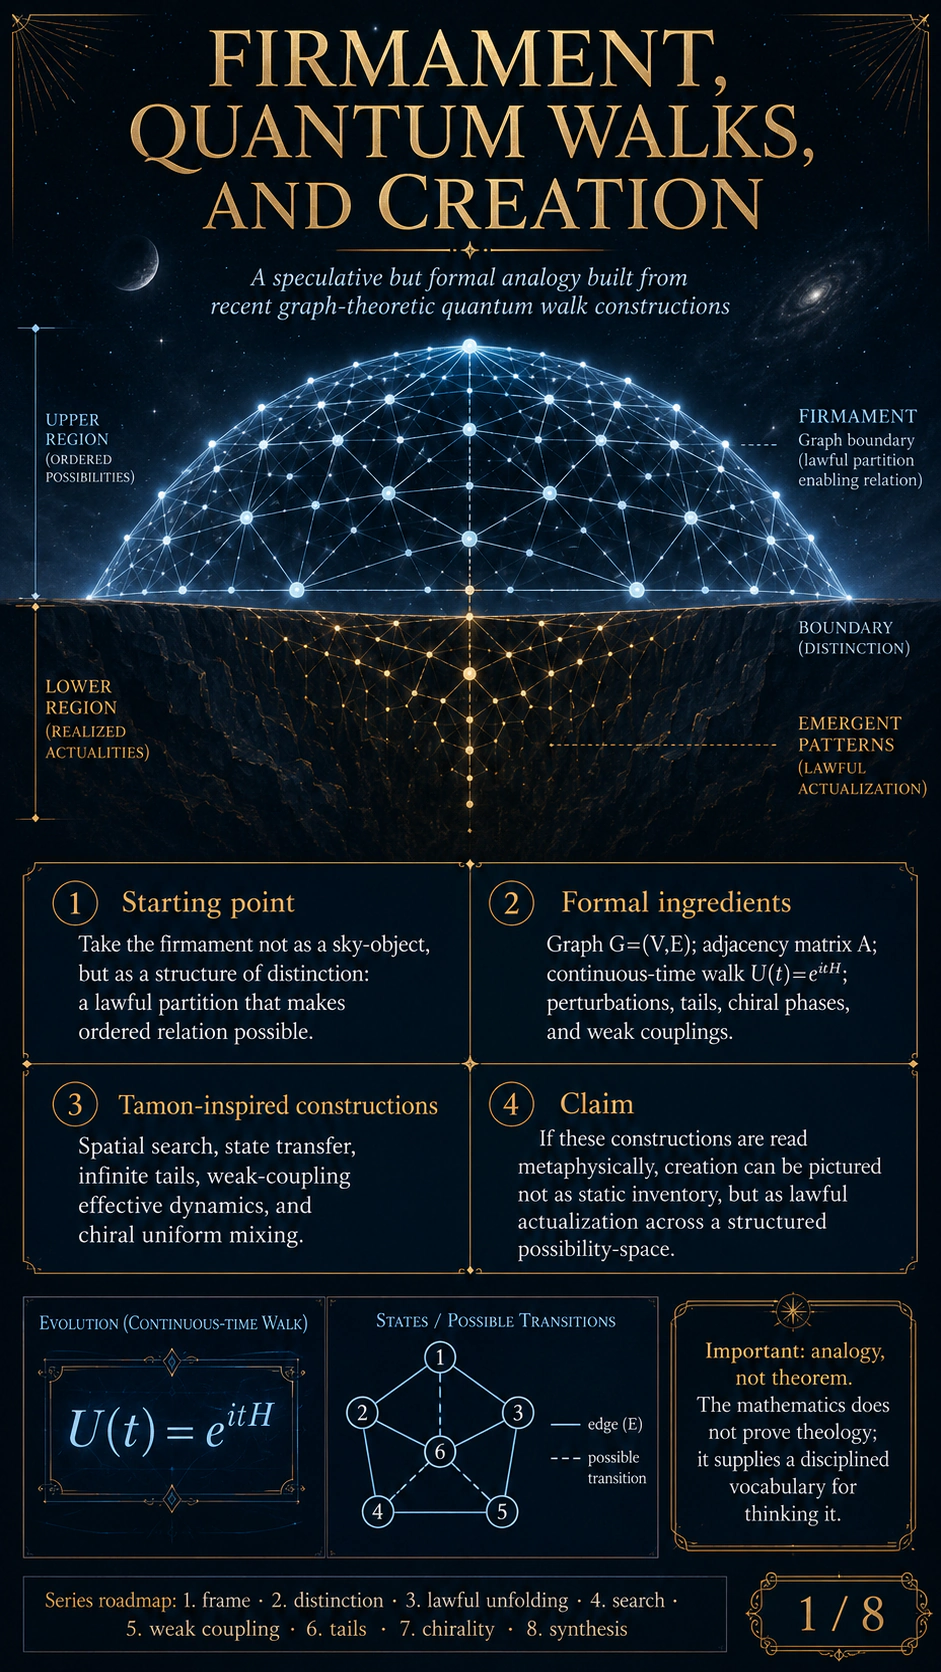 FIRMAMENT,
QUANTUM WALKS,
AND CREATION
A speculative but formal analogy built from
recent graph-theoretic quantum walk constructions
UPPER
REGION
(ORDERED
POSSIBILITIES)
FIRMAMENT
Graph boundary
(lawful partition
enabling relation)
BOUNDARY
(DISTINCTION)
LOWER
REGION
(REALIZED
ACTUALITIES)
EMERGENT
PATTERNS
(LAWFUL
ACTUALIZATION)
1 Starting point
Take the firmament not as a sky-object,
but as a structure of distinction:
a lawful partition that makes
ordered relation possible.
2 Formal ingredients
Graph G=(V,E); adjacency matrix A;
continuous-time walk U(t)=e^{itH};
perturbations, tails, chiral phases,
and weak couplings.
3 Tamon-inspired constructions
Spatial search, state transfer,
infinite tails, weak-coupling
effective dynamics, and
chiral uniform mixing.
4 Claim
If these constructions are read
metaphysically, creation can be pictured
not as static inventory, but as lawful
actualization across a structured
possibility-space.
EVOLUTION (CONTINUOUS-TIME WALK)
U(t) = e^{itH}
STATES / POSSIBLE TRANSITIONS
1
2
3
6
4
5
edge (E)
possible
transition
Important: analogy,
not theorem.
The mathematics does
not prove theology;
it supplies a disciplined
vocabulary for
thinking it.
Series roadmap: 1. frame · 2. distinction · 3. lawful unfolding · 4. search ·
5. weak coupling · 6. tails · 7. chirality · 8. synthesis
1 / 8